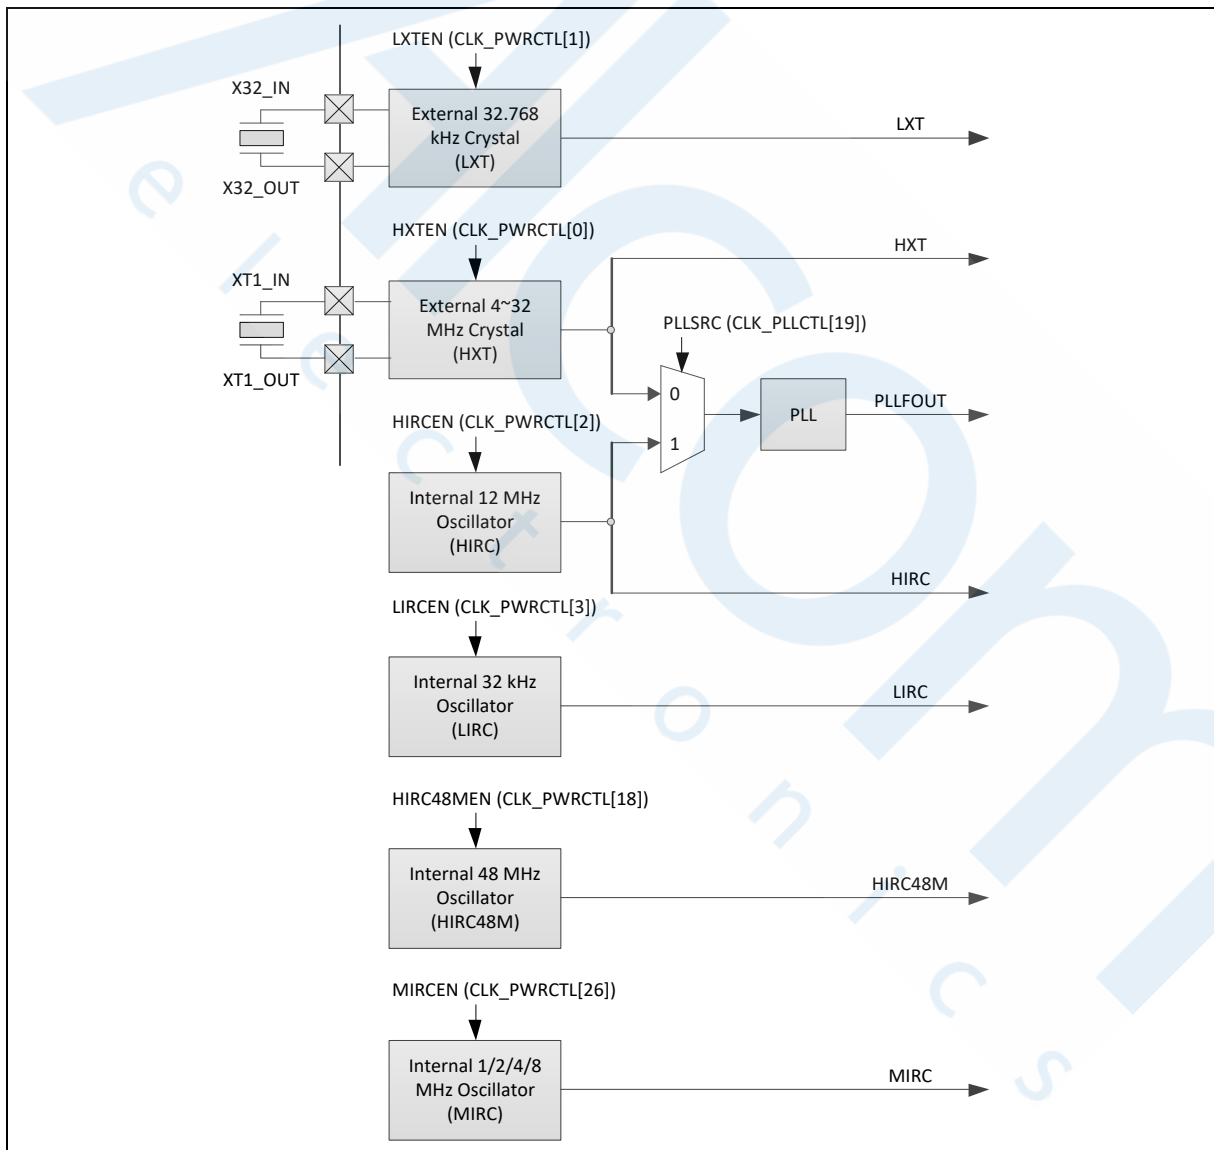 LXTEN (CLK_PWRCTL[1])
X32_IN
External 32.768
kHz Crystal
(LXT)
LXT
X32_OUT
HXTEN (CLK_PWRCTL[0])
HXT
XT1_IN
External 4~32
MHz Crystal
(HXT)
PLLSRC (CLK_PLLCTL[19])
XT1_OUT
0
PLL
PLLFOUT
HIRCEN (CLK_PWRCTL[2])
1
Internal 12 MHz
Oscillator
(HIRC)
HIRC
LIRCEN (CLK_PWRCTL[3])
Internal 32 kHz
Oscillator
(LIRC)
LIRC
HIRC48MEN (CLK_PWRCTL[18])
Internal 48 MHz
Oscillator
(HIRC48M)
HIRC48M
MIRCEN (CLK_PWRCTL[26])
Internal 1/2/4/8
MHz Oscillator
(MIRC)
MIRC
electronics